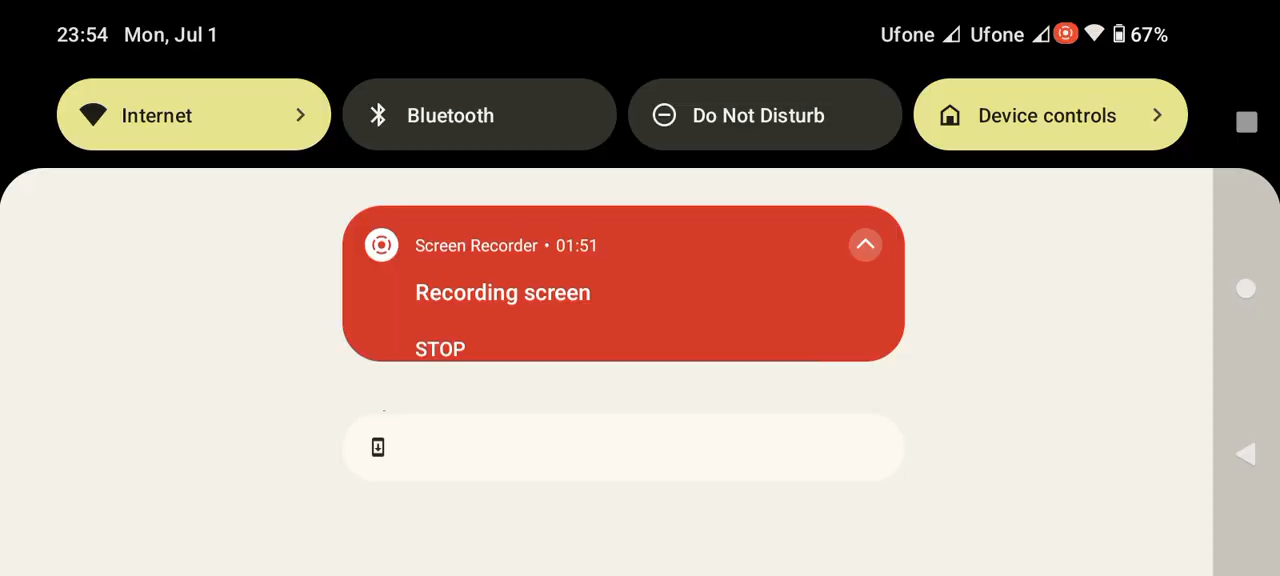 23:54 Mon, Jul 1
Ufone Ufone 67%
Internet
Bluetooth
Do Not Disturb
Device controls
Screen Recorder • 01:51
Recording screen
STOP